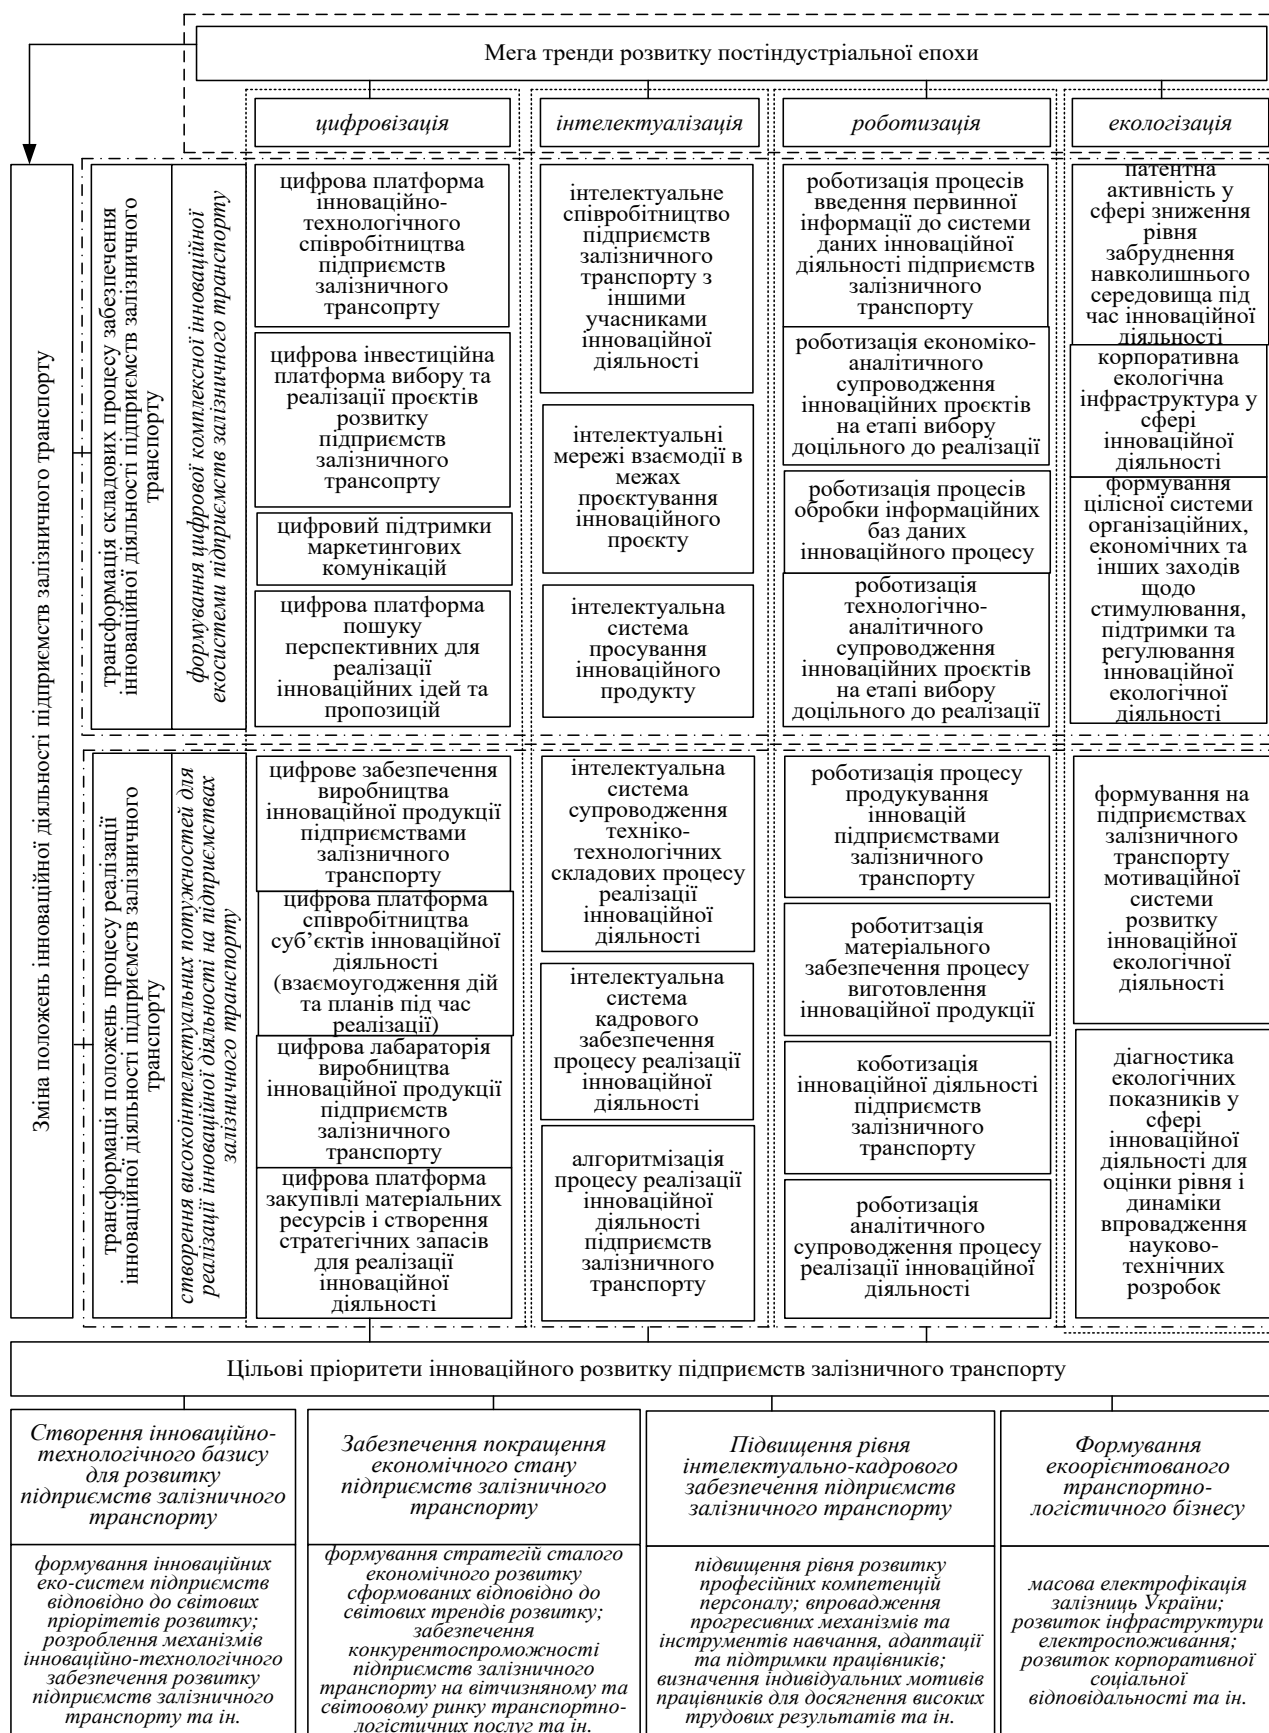 Мега тренди розвитку постіндустріальної епохи
цифровізація
інтелектуалізація
роботизация
екологізація
Зміна положень інноваційної діяльності підприємств залізничного транспорту
трансформація складових процесу забезпечення
інноваційної діяльності підприємств залізничного
транспорту
формування цифрової комплексної інноваційної
екосистеми підприємств залізничного транспорту
цифрова платформа
інноваційно-
технологічного
співробітництва
підприємств
залізничного
трансопрту
цифрова інвестиційна
платформа вибору та
реалізації проєктів
розвитку
підприємств
залізничного
трансопрту
цифровий підтримки
маркетингових
комунікацій
цифрова платформа
пошуку
перспективних для
реалізації
інноваційних ідей та
пропозицій
інтелектуальне
співробітництво
підприємств
залізничного
транспорту з
іншими
учасниками
інноваційної
діяльності
інтелектуальні
мережі взаємодії в
межах
проєктування
інноваційного
проєкту
інтелектуальна
система
просування
інноваційного
продукту
роботизація процесів
введення первинної
інформації до системи
даних інноваційної
діяльності підприємств
залізничного
транспорту
роботизація економіко-
аналітичного
супроводження
інноваційних проєктів
на етапі вибору
доцільного до реалізації
роботизація процесів
обробки інформаційних
баз даних
інноваційного процесу
роботизація
технологічно-
аналітичного
супроводження
інноваційних проєктів
на етапі вибору
доцільного до реалізації
патентна
активність у
сфері зниження
рівня
забруднення
навколишнього
середовища під
час інноваційної
діяльності
корпоративна
екологічна
інфраструктура у
сфері
інноваційної
діяльності
формування
цілісної системи
організаційних,
економічних та
інших заходів
щодо
стимулювання,
підтримки та
регулювання
інноваційної
екологічної
діяльності
трансформація положень процесу реалізації
інноваційної діяльності підприємств залізничного
транспорту
створення високоінтелектуальних потужностей для
реалізації інноваційної діяльності на підприємствах
залізничного транспорту
цифрове забезпечення
виробництва
інноваційної продукції
підприємствами
залізничного
транспорту
цифрова платформа
співробітництва
суб’єктів інноваційної
діяльності
(взаємоугодження дій
та планів під час
реалізації)
цифрова лабораторія
виробництва
інноваційної продукції
підприємств
залізничного
транспорту
цифрова платформа
закупівлі матеріальних
ресурсів і створення
стратегічних запасів
для реалізації
інноваційної
діяльності
інтелектуальна
система
супроводження
техніко-
технологічних
складових процесу
реалізації
інноваційної
діяльності
інтелектуальна
система
кадрового
забезпечення
процесу реалізації
інноваційної
діяльності
алгоритмізація
процесу реалізації
інноваційної
діяльності
підприємств
залізничного
транспорту
роботизація процесу
продукування
інновацій
підприємствами
залізничного
транспорту
роботитзація
матеріального
забезпечення процесу
виготовлення
інноваційної продукції
коботизація
інноваційної діяльності
підприємств
залізничного
транспорту
роботизація
аналітичного
супроводження процесу
реалізації інноваційної
діяльності
формування на
підприємствах
залізничного
транспорту
мотиваційної
системи
розвитку
інноваційної
екологічної
діяльності
діагностика
екологічних
показників у
сфері
інноваційної
діяльності для
оцінки рівня і
динаміки
впровадження
науково-
технічних
розробок
Цільові пріоритети інноваційного розвитку підприємств залізничного транспорту
Створення інноваційно-
технологічного базису
для розвитку
підприємств залізничного
транспорту
Забезпечення покращення
економічного стану
підприємств залізничного
транспорту
Підвищення рівня
інтелектуально-кадрового
забезпечення підприємств
залізничного транспорту
Формування
екоорієнтованого
транспортно-
логістичного бізнесу
формування інноваційних
еко-систем підприємств
відповідно до світових
пріорітетів розвитку;
розроблення механізмів
інноваційно-технологічного
забезпечення розвитку
підприємств залізничного
транспорту та ін.
формування стратегій сталого
економічного розвитку
сформованих відповідно до
світових трендів розвитку;
забезпечення
конкурентоспроможності
підприємств залізничного
транспорту на вітчизняному та
світоовому ринку транспортно-
логістичних послуг та ін.
підвищення рівня розвитку
професійних компетенцій
персоналу; впровадження
прогресивних механізмів та
інструментів навчання, адаптації
та підтримки працівників;
визначення індивідуальних мотивів
працівників для досягнення високих
трудових результатів та ін.
масова електрофікація
залізниць України;
розвиток інфраструктури
електроспоживання;
розвиток корпоративної
соціальної
відповідальності та ін.